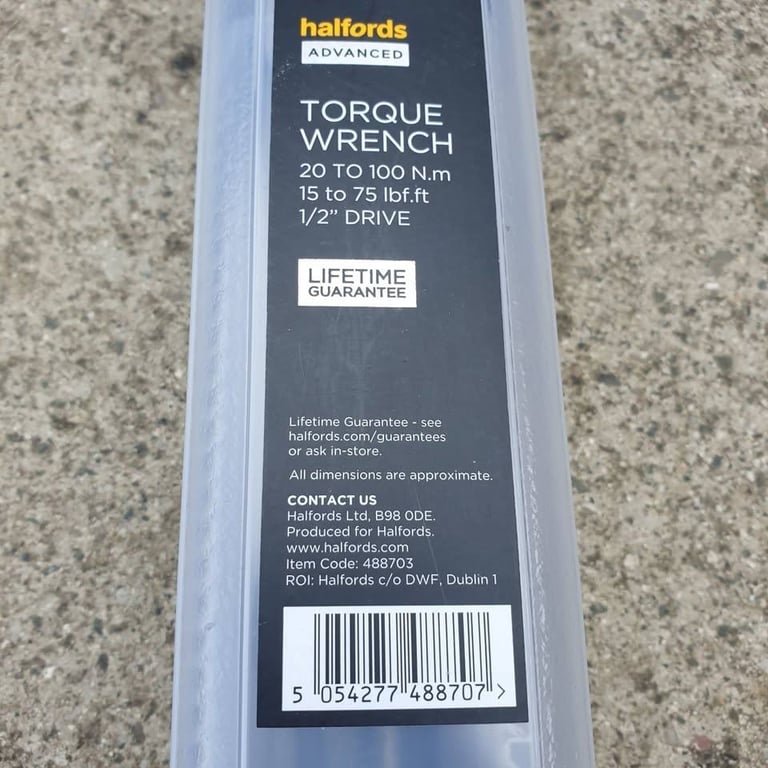 halfords
ADVANCED
TORQUE
WRENCH
20 TO 100 N.m
15 to 75 lbf.ft
1/2” DRIVE
LIFETIME
GUARANTEE
Lifetime Guarantee - see
halfords.com/guarantees
or ask in-store.
All dimensions are approximate.
CONTACT US
Halfords Ltd, B98 0DE.
Produced for Halfords.
www.halfords.com
Item Code: 488703
ROI: Halfords c/o DWF, Dublin 1
5 054277 488707 >